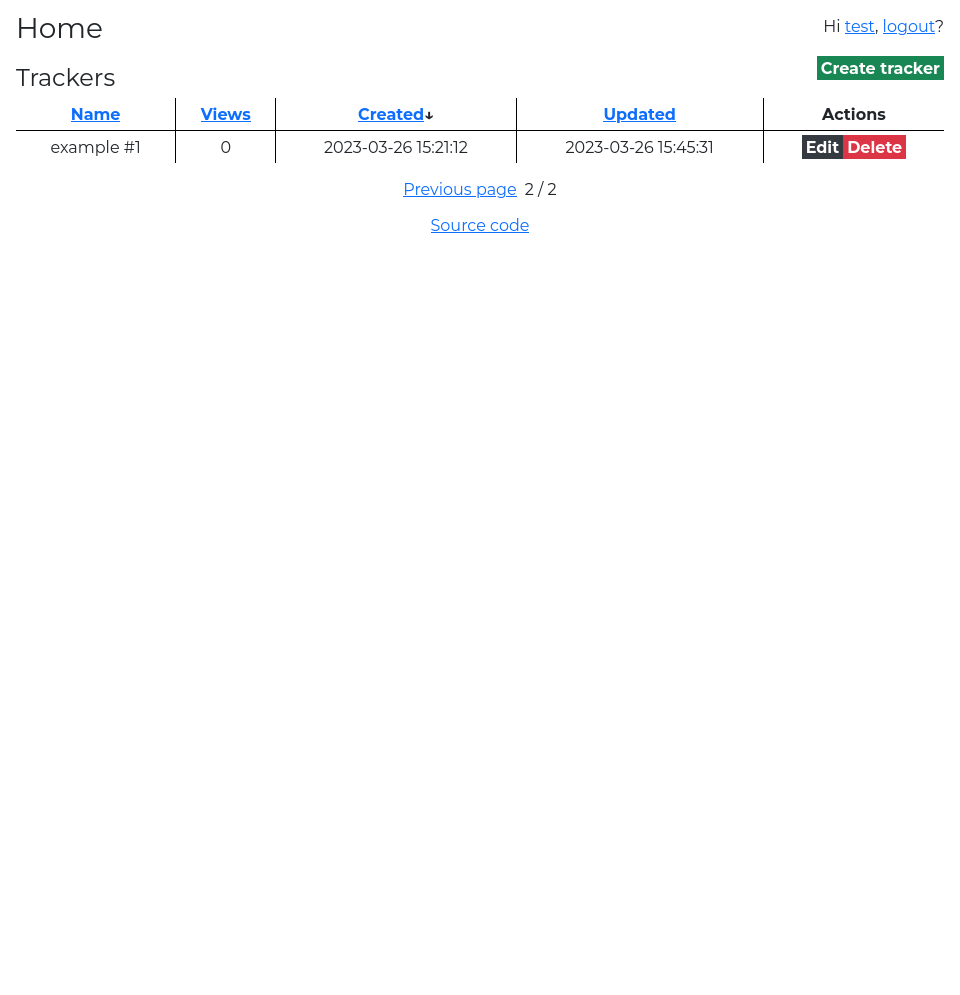 Home
Hi test, logout?
Trackers
Create tracker
Name Views Created↓ Updated Actions
example #1 0 2023-03-26 15:21:12 2023-03-26 15:45:31 Edit Delete
Previous page 2 / 2
Source code